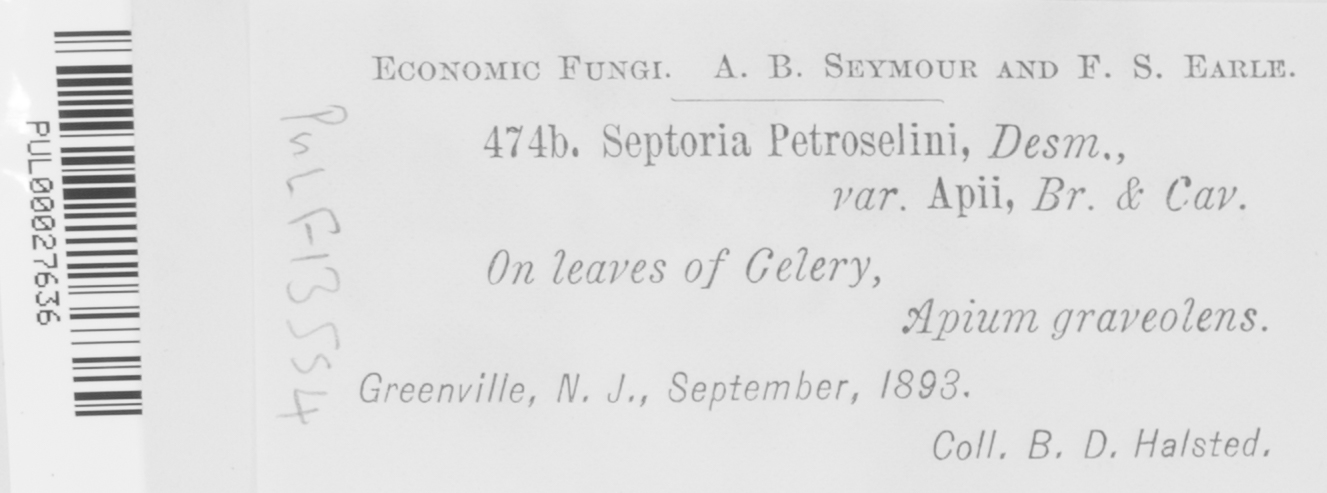 PUL00027636
PUL F13554
ECONOMIC FUNGI. A. B. SEYMOUR AND F. S. EARLE.
474b. Septoria Petroselini, Desm.,
var. Apii, Br. & Cav.
On leaves of Celery,
Apium graveolens.
Greenville, N. J., September, 1893.
Coll. B. D. Halsted.